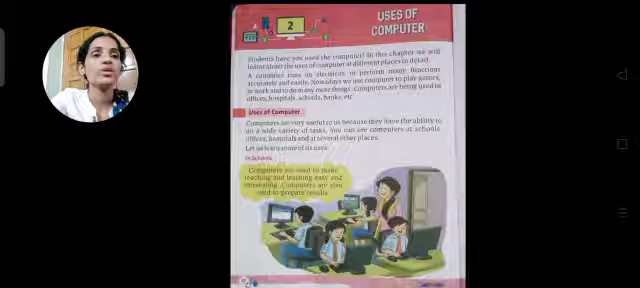 2
USES OF
COMPUTER
Students have you used the computer? In this chapter we will
learn about the uses of computer at different places in detail.
A computer runs on electricity to perform many functions
accurately and easily. Nowadays we use computer to play games,
to work and to do many more things. Computers are being used in
offices, hospitals, schools, banks, etc.
Uses of Computer
Computers are very useful to us because they have the ability to
do a wide variety of tasks. You can see computers at schools
offices, hospitals and at several other places.
Let us learn some of its uses
In Schools
Computers are used to make
teaching and learning easy and
interesting. Computers are also
used to prepare results.